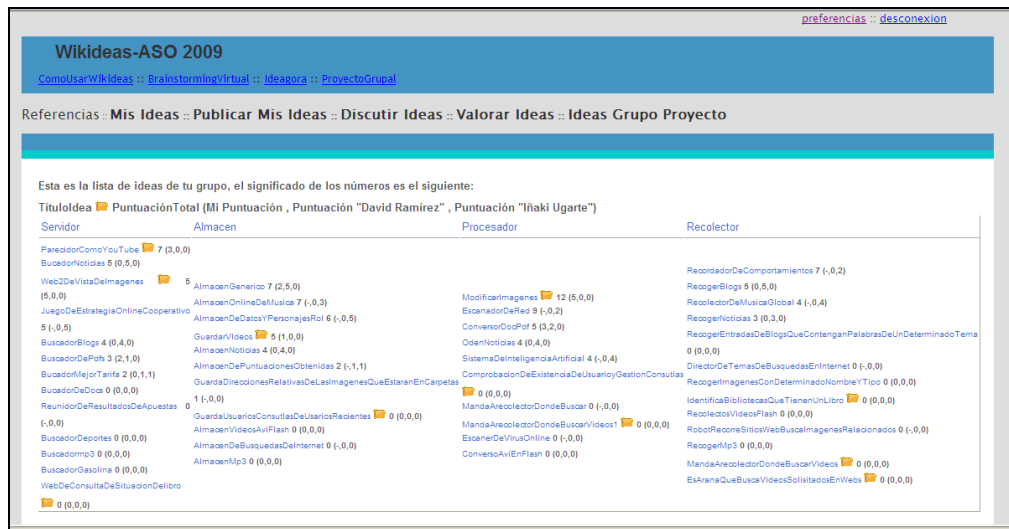 preferencias :: desconexion
Wikideas-ASO 2009
ComoUsarWikideas :: BrainstormingVirtual :: Ideagora :: ProyectoGrupal
Referencias :: Mis Ideas :: Publicar Mis Ideas :: Discutir Ideas :: Valorar Ideas :: Ideas Grupo Proyecto
Esta es la lista de ideas de tu grupo, el significado de los números es el siguiente:
TítuloIdea PuntuaciónTotal (Mi Puntuación , Puntuación "David Ramírez" , Puntuación "Iñaki Ugarte")
Servidor
ParecidorComoYouTube 7 (3,0,0)
BucadorNoticias 5 (0,5,0)
Web2DeVistaDeImagenes 5
(5,0,0)
JuegoDeEstrategiaOnlineCooperativo
5 (-,0,5)
BuscadorBlogs 4 (0,4,0)
BuscadorDePdfs 3 (2,1,0)
BucadorMejorTarifa 2 (0,1,1)
BucadorDeDocs 0 (0,0,0)
ReunidorDeResultadosDeApuestas 0
(-,0,0)
BuscadorDeportes 0 (0,0,0)
Buscadormp3 0 (0,0,0)
BuscadorGasolina 0 (0,0,0)
WebDeConsultaDeSituacionDelibro
0 (0,0,0)
Almacen
AlmacenGenerico 7 (2,5,0)
AlmacenOnlineDeMusica 7 (-,0,3)
AlmacenDeDatosYPersonajesRol 6 (-,0,5)
GuardarVideos 5 (1,0,0)
AlmacenNoticias 4 (0,4,0)
AlmacenDePuntuacionesObtenidas 2 (-,1,1)
GuardaDireccionesRelativasDeLasImagenesQueEstaranEnCarpetas
1 (-,0,0)
GuardaUsuariosConsutlasDeUsariosRecientes 0 (0,0,0)
AlmacenVideosAviFlash 0 (0,0,0)
AlmacenDeBusquedasDeInternet 0 (-,0,0)
AlmacenMp3 0 (0,0,0)
Procesador
ModificarImagenes 12 (5,0,0)
EscanadorDeRed 9 (-,0,2)
ConversorDocPdf 5 (3,2,0)
OdenNoticias 4 (0,4,0)
SistemaDeInteligenciaArtificial 4 (-,0,4)
ComprobacionDeExistenciaDeUsuarioyGestionConsutlas
0 (0,0,0)
MandaArecolectorDondeBuscar 0 (-,0,0)
MandaArecolectorDondeBuscarVideos1 0 (0,0,0)
EscanerDeVirusOnline 0 (-,0,0)
ConversoAviEnFlash 0 (0,0,0)
Recolector
RecordadorDeComportamientos 7 (-,0,2)
RecogerBlogs 5 (0,5,0)
RecolectorDeMusicaGlobal 4 (-,0,4)
RecogerNoticias 3 (0,3,0)
RecogerEntradasDeBlogsQueContenganPalabrasDeUnDeterminadoTema
0 (0,0,0)
DirectorDeTemasDeBusquedasEnInternet 0 (-,0,0)
RecogerImagenesConDeterminadoNombreYTipo 0 (0,0,0)
IdentificaBibliotecasQueTienenUnLibro 0 (0,0,0)
RecolectosVideosFlash 0 (0,0,0)
RobotRecorreSitiosWebBuscaImagenesRelacionados 0 (-,0,0)
RecogerMp3 0 (0,0,0)
MandaArecolectorDondeBuscarVideos 0 (0,0,0)
EsAranaQueBuscaVideosSolisitadosEnWebs 0 (0,0,0)